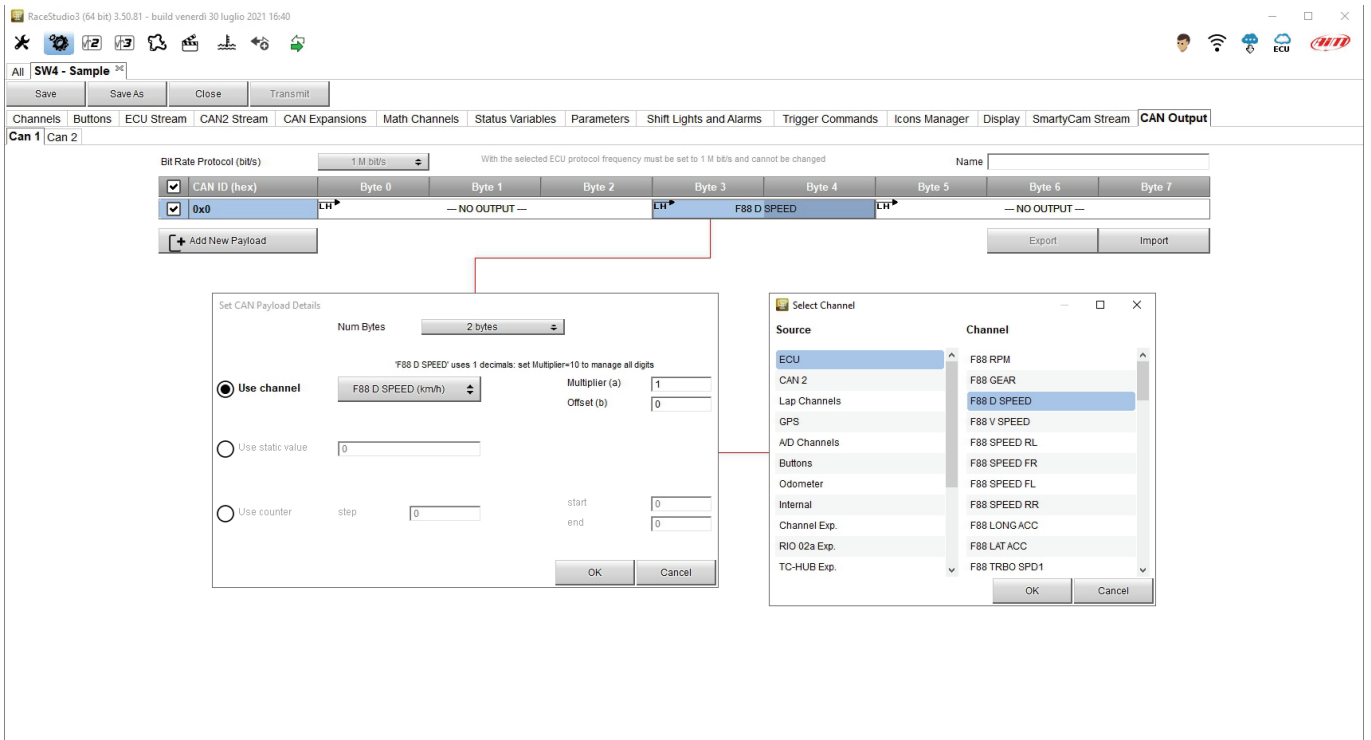 RaceStudio3 (64 bit) 3.50.81 - build venerdì 30 luglio 2021 16:40
ECU
AiM
All SW4 - Sample
Save Save As Close Transmit
Channels Buttons ECU Stream CAN2 Stream CAN Expansions Math Channels Status Variables Parameters Shift Lights and Alarms Trigger Commands Icons Manager Display SmartyCam Stream CAN Output
Can 1 Can 2
Bit Rate Protocol (bit/s) 1 M bit/s With the selected ECU protocol frequency must be set to 1 M bit/s and cannot be changed Name
CAN ID (hex) Byte 0 Byte 1 Byte 2 Byte 3 Byte 4 Byte 5 Byte 6 Byte 7
0x0 LH --- NO OUTPUT --- LH F88 D SPEED LH --- NO OUTPUT ---
Add New Payload Export Import
Set CAN Payload Details
Num Bytes 2 bytes
'F88 D SPEED' uses 1 decimals: set Multiplier=10 to manage all digits
Use channel F88 D SPEED (km/h) Multiplier (a) 1
Offset (b) 0
Use static value 0
Use counter step 0 start 0
end 0
OK Cancel
Select Channel
Source Channel
ECU F88 RPM
CAN 2 F88 GEAR
Lap Channels F88 D SPEED
GPS F88 V SPEED
A/D Channels F88 SPEED RL
Buttons F88 SPEED FR
Odometer F88 SPEED FL
Internal F88 SPEED RR
Channel Exp. F88 LONG ACC
RIO 02a Exp. F88 LAT ACC
TC-HUB Exp. F88 TRBO SPD1
OK Cancel